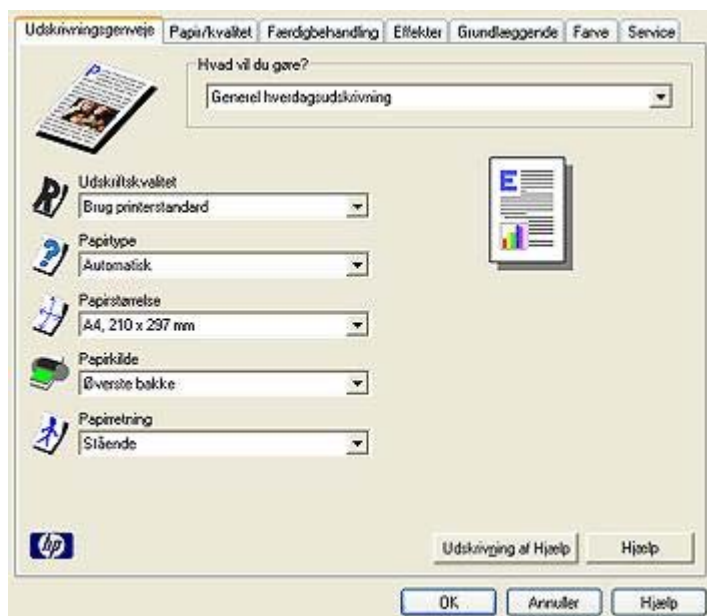 Udskrivningsgenveje Papir/kvalitet Færdigbehandling Effekter Grundlæggende Farve Service
Hvad vil du gøre?
Generel hverdagsudskrivning
Udskriftskvalitet
Brug printerstandard
Papirtype
Automatisk
Papirstørrelse
A4, 210 x 297 mm
Papirkilde
Øverste bakke
Papirretning
Stående
hp
Udskrivning af Hjælp Hjælp
OK Annuller Hjælp